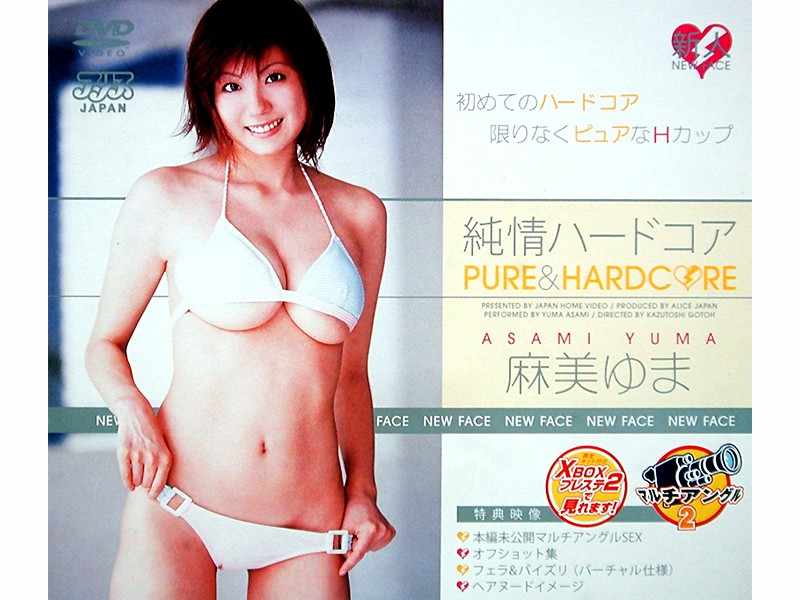 DVD
VIDEO
アリス
JAPAN
新人
NEW FACE
初めてのハードコア
限りなくピュアなHカップ
純情ハードコア
PURE&HARDCORE
PRESENTED BY JAPAN HOME VIDEO / PRODUCED BY ALICE JAPAN
PERFORMED BY YUMA ASAMI / DIRECTED BY KAZUTOSHI GOTOH
ASAMI YUMA
麻美ゆま
NEW FACE NEW FACE NEW FACE NEW FACE
XBOX
プレステ2
で
見れます!
マルチアングル
2
特典映像
本編未公開マルチアングルSEX
オフショット集
フェラ&パイズリ(バーチャル仕様)
ヘアヌードイメージ